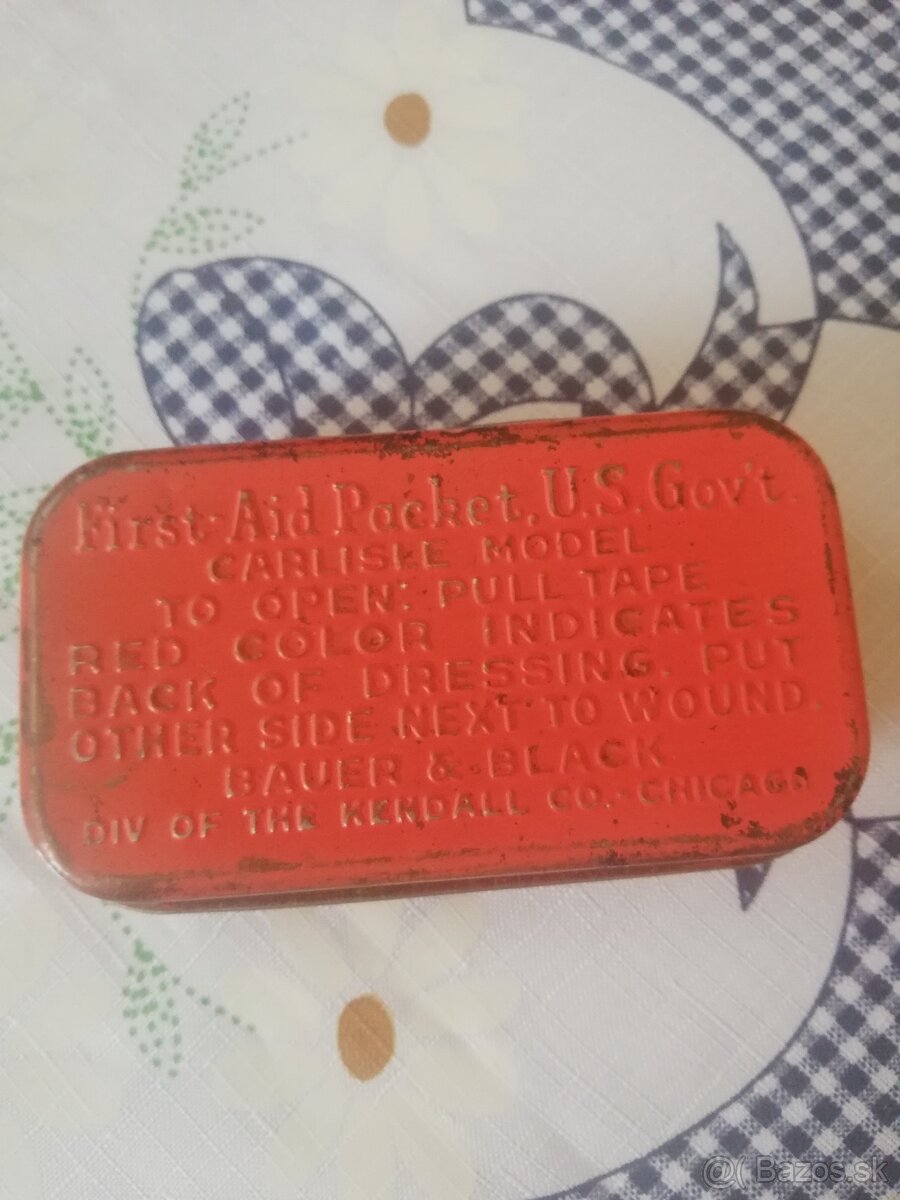 First-Aid Packet, U.S. Gov't.
CARLISLE MODEL
TO OPEN: PULL TAPE
RED COLOR INDICATES
BACK OF DRESSING. PUT
OTHER SIDE NEXT TO WOUND.
BAUER & BLACK
DIV OF THE KENDALL CO.-CHICAGO
@( Bazos.sk